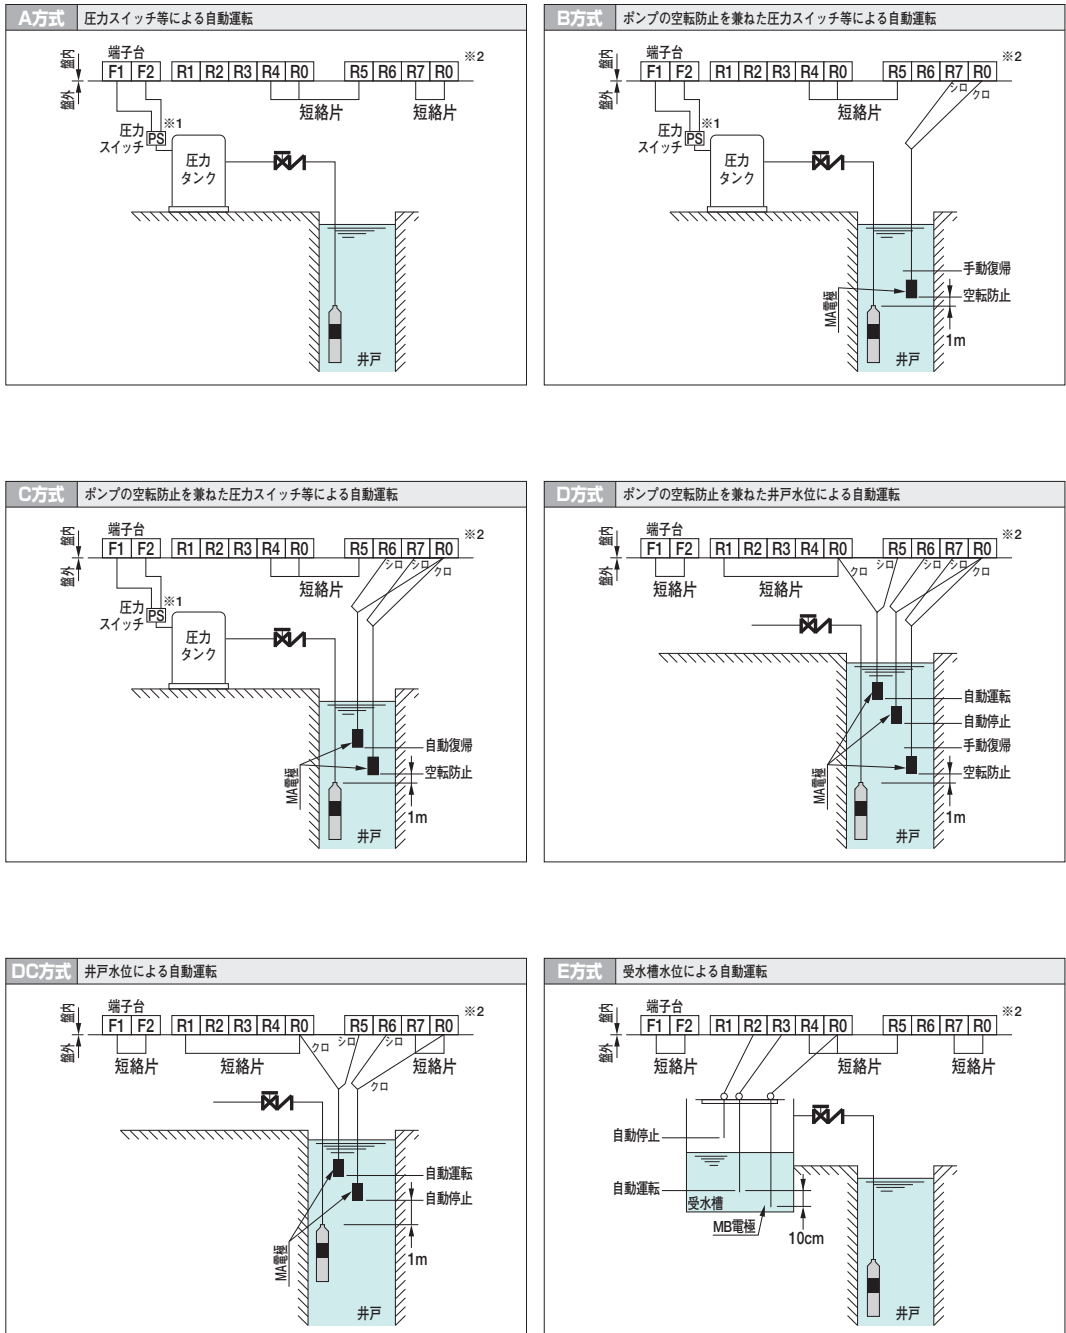 A方式 圧力スイッチ等による自動運転
盤内
盤外
端子台
F1 F2 R1 R2 R3 R4 R0 R5 R6 R7 R0 ※2
短絡片 短絡片
※1
圧力
スイッチ
PS
圧力
タンク
井戸
B方式 ポンプの空転防止を兼ねた圧力スイッチ等による自動運転
盤内
盤外
端子台
F1 F2 R1 R2 R3 R4 R0 R5 R6 R7 R0 ※2
シロ
クロ
短絡片
※1
圧力
スイッチ
PS
圧力
タンク
手動復帰
空転防止
MA電極
1m
井戸
C方式 ポンプの空転防止を兼ねた圧力スイッチ等による自動運転
盤内
盤外
端子台
F1 F2 R1 R2 R3 R4 R0 R5 R6 R7 R0 ※2
シロ シロ
クロ
短絡片
※1
圧力
スイッチ
PS
圧力
タンク
自動復帰
空転防止
MA電極
1m
井戸
D方式 ポンプの空転防止を兼ねた井戸水位による自動運転
盤内
盤外
端子台
F1 F2 R1 R2 R3 R4 R0 R5 R6 R7 R0 ※2
クロ シロ シロ シロ クロ
短絡片 短絡片
自動運転
自動停止
手動復帰
空転防止
MA電極
1m
井戸
DC方式 井戸水位による自動運転
盤内
盤外
端子台
F1 F2 R1 R2 R3 R4 R0 R5 R6 R7 R0 ※2
クロ シロ シロ
短絡片 短絡片 短絡片
クロ
自動運転
自動停止
MA電極
1m
井戸
E方式 受水槽水位による自動運転
盤内
盤外
端子台
F1 F2 R1 R2 R3 R4 R0 R5 R6 R7 R0 ※2
短絡片 短絡片 短絡片
自動停止
自動運転
受水槽
MB電極
10cm
井戸